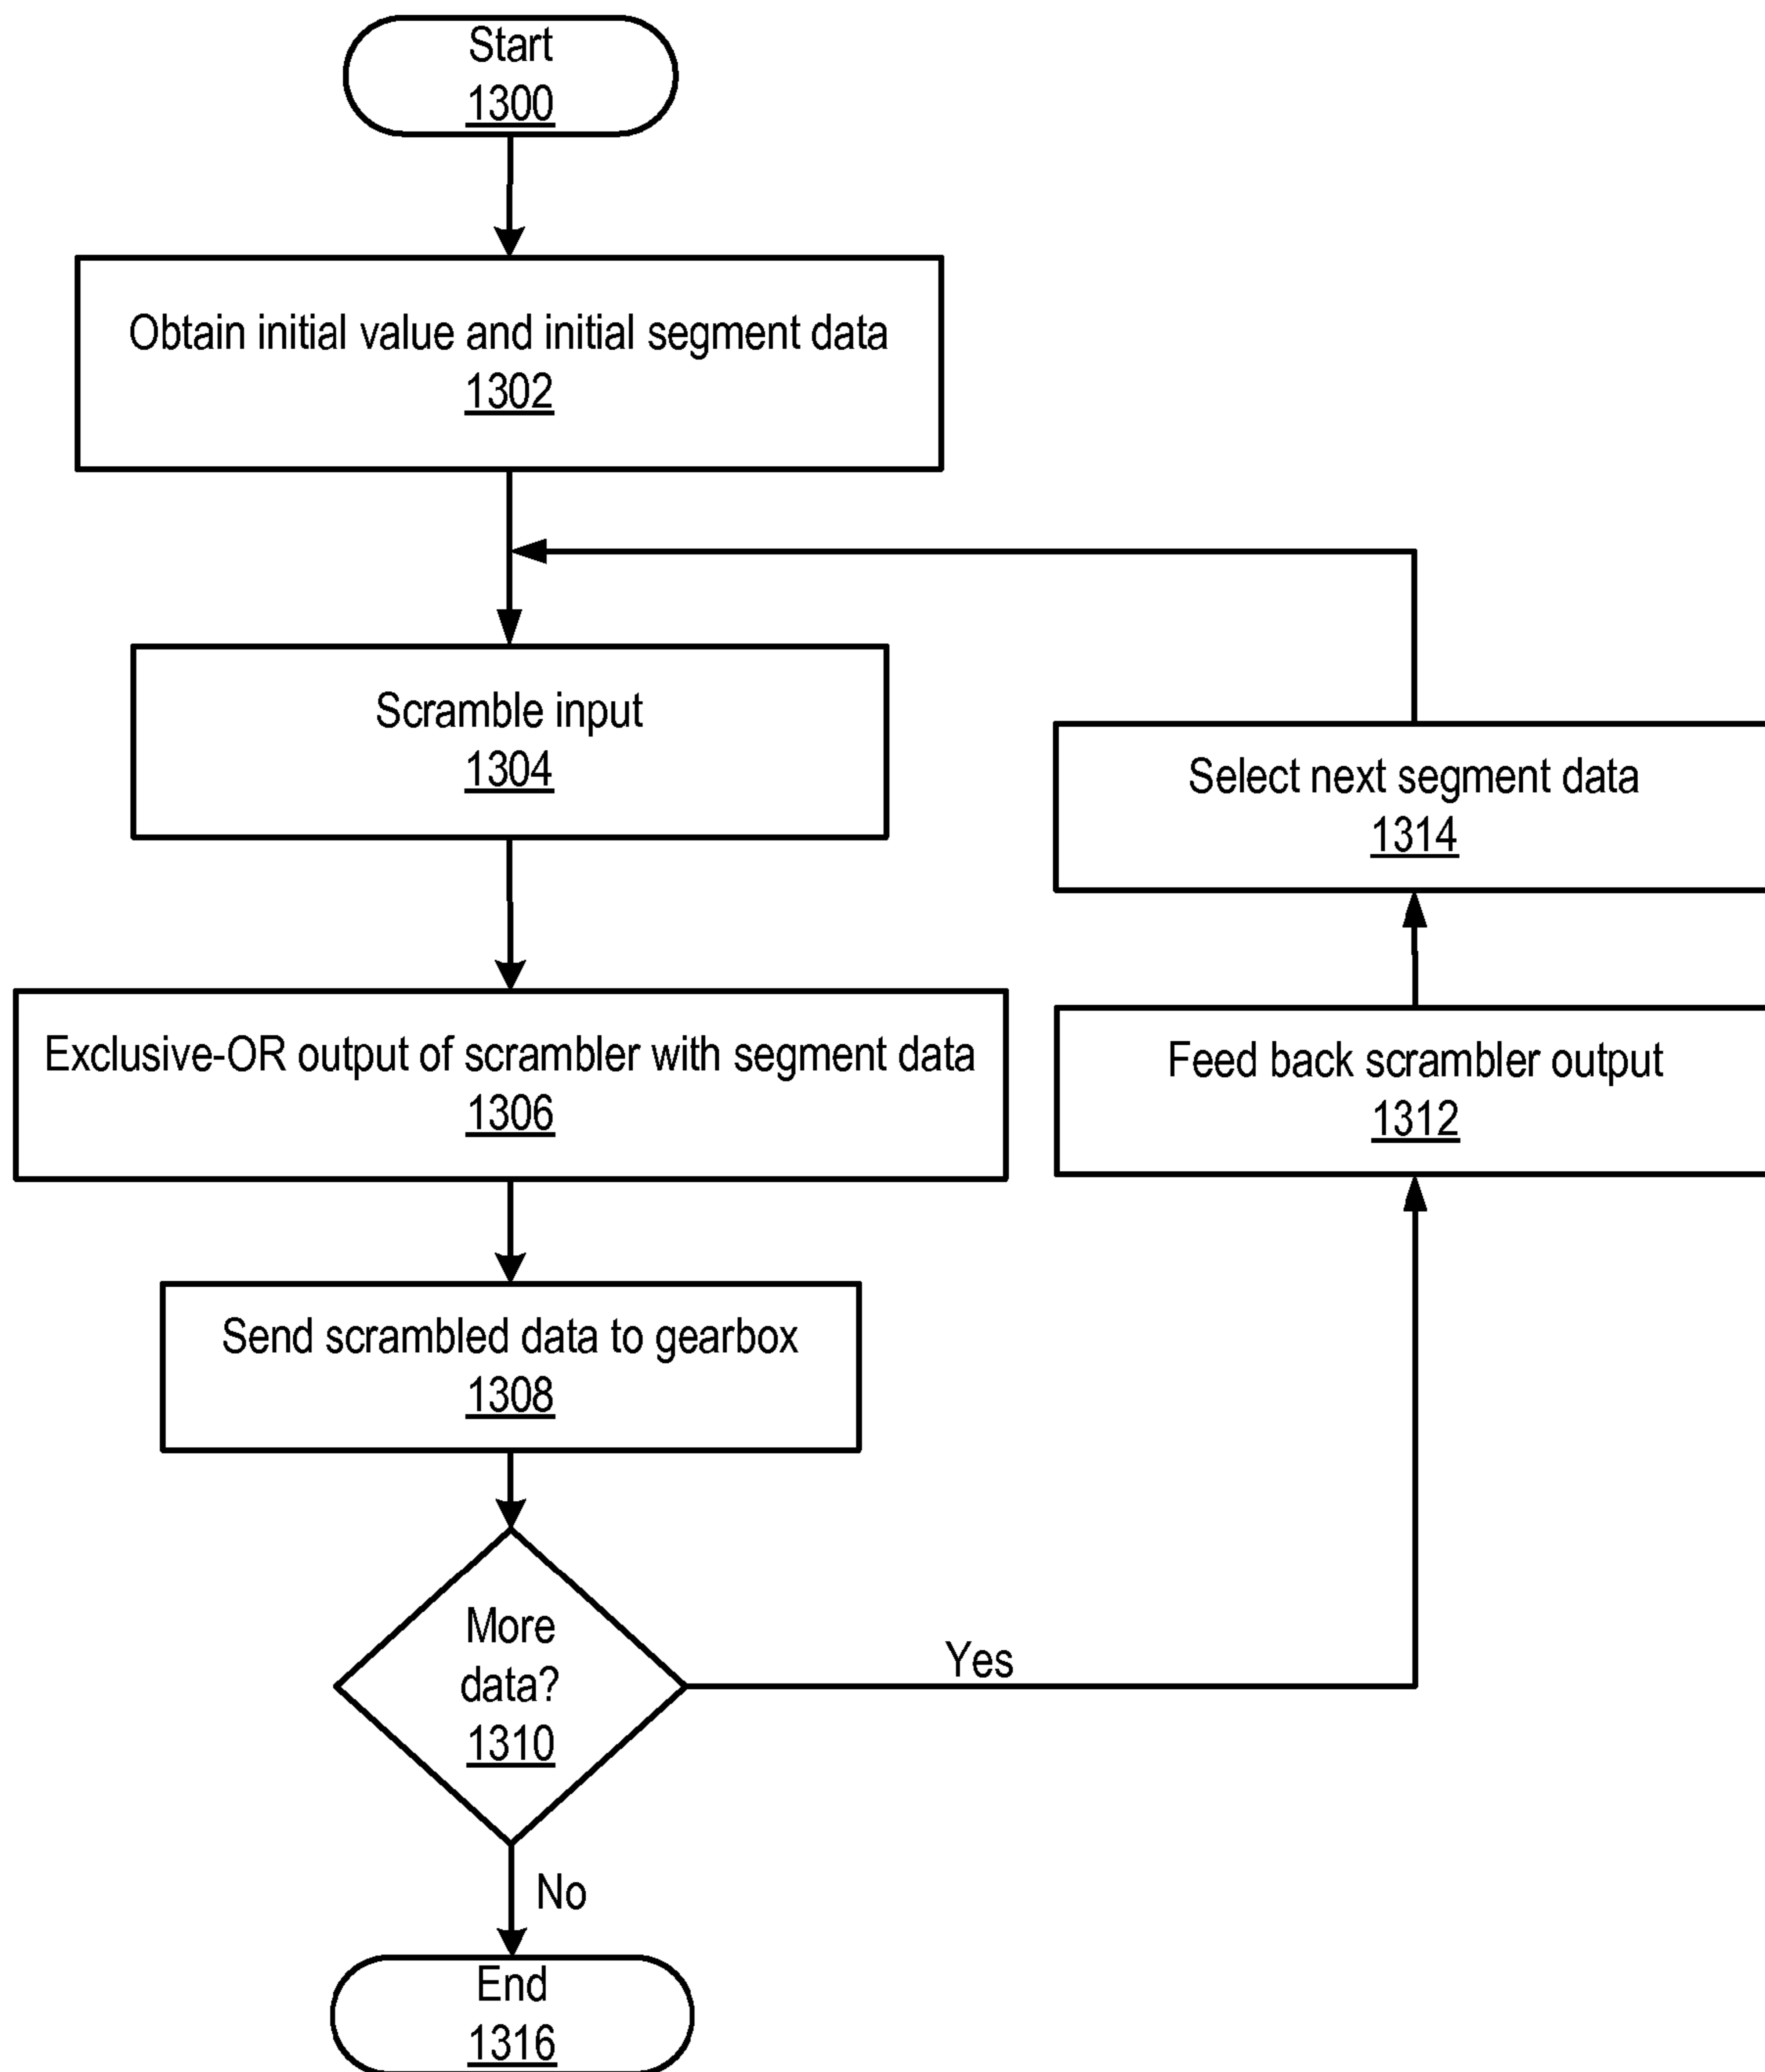 Start
1300
Obtain initial value and initial segment data
1302
Scramble input
1304
Exclusive-OR output of scrambler with segment data
1306
Send scrambled data to gearbox
1308
More
data?
1310
Yes
No
End
1316
Feed back scrambler output
1312
Select next segment data
1314